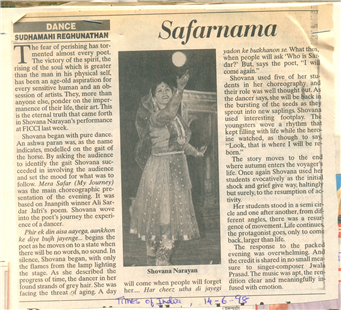 DANCE
SUDHAMAHI REGHUNATHAN
Safarnama
The fear of perishing has tor-
mented almost every poet.
The victory of the spirit, the
rising of the soul which is greater
than the man in his physical self,
has been an age-old aspiration for
every sensitive human and an ob-
session of artists. They, more than
anyone else, ponder on the imper-
manence of their life, their art. This
is the eternal truth that came forth
in Shovana Narayan's performance
at FICCI last week.
Shovana began with pure dance.
An ashwa puran was, as the name
indicates, modelled on the gait of
the horse. By asking the audience
to identify the gait Shovana suc-
ceeded in involving the audience
and set the mood for what was to
follow. Mera Safar (My Journey)
was the main choreographic pre-
sentation of the evening. It was
based on Jnanpith winner Ali Sar-
dar Jafri's poem. Shovana wove
into the poet's journey the experi-
ence of a dancer.
Phir ek din aisa aayega, aankhon
ke diye bujh jayenge... begins the
poet as he moves on to a state when
there will be no words, no sound. In
silence, Shovana began, with only
the flames from the lamp lighting
the stage. As she described the
progress of time, the dancer in her
found strands of grey hair. She was
facing the threat of aging. A day
Shovana Narayan
will come when people will forget
her.... Har cheez utha di jayegi
yadon ke butkhanon se. What then,
when people will ask "Who is Sar-
dar?" But, says the poet, "I will
come again."
Shovana used five of her stu-
dents in her choreography, and
their role was well thought out. As
the dancer says, she will be back in
the bursting of the seeds as they
sprout into new saplings, Shovana
used interesting footplay. The
youngsters wove a rhythm that
kept filling with life while the hero-
ine watched, as though to say,
"Look, that is where I will be re-
born."
The story moves to the end
where autumn enters the voyager's
life. Once again Shovana used her
students evocatively as the initial
shock and grief give way, haltingly
but surely, to the resumption of ac-
tivity.
Her students stood in a semi cir-
cle and one after another, from dif-
ferent angles, there was a resur-
gence of movement. Life continues,
the protagonist goes, only to come
back, larger than life.
The response to the packed
evening was overwhelming. And
the credit is shared in no small mea-
sure to singer-composer Jwala
Prasad. The music was apt, the ren-
dition clear and meaningfully in-
fused with emotion.
Times of India, 14-6-98